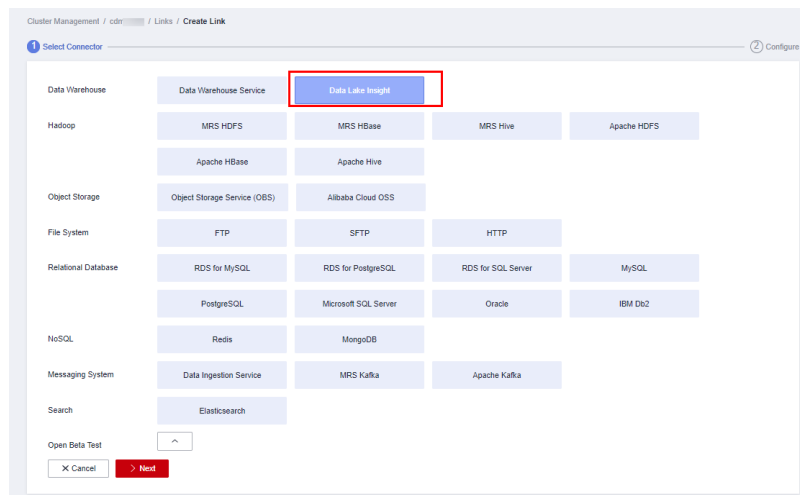 Cluster Management / cdm / Links / Create Link
1 Select Connector 2 Configure
Data Warehouse Data Warehouse Service Data Lake Insight
Hadoop MRS HDFS MRS HBase MRS Hive Apache HDFS
Apache HBase Apache Hive
Object Storage Object Storage Service (OBS) Alibaba Cloud OSS
File System FTP SFTP HTTP
Relational Database RDS for MySQL RDS for PostgreSQL RDS for SQL Server MySQL
PostgreSQL Microsoft SQL Server Oracle IBM Db2
NoSQL Redis MongoDB
Messaging System Data Ingestion Service MRS Kafka Apache Kafka
Search Elasticsearch
Open Beta Test
Cancel Next